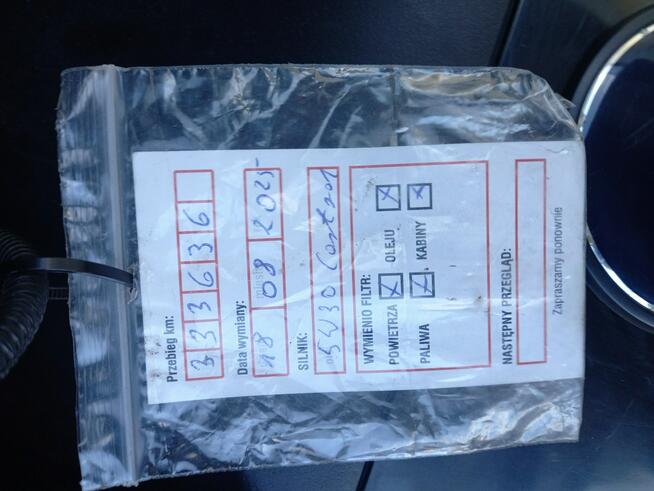 Przebieg km:
333636
Data wymiany:
18 08 2025
SILNIK:
5W30 Castrol
WYMIENIO FILTR:
POWIETRZA X OLEJU X
PALIWA X KABINY X
NASTĘPNY PRZEGLĄD:
Zapraszamy ponownie